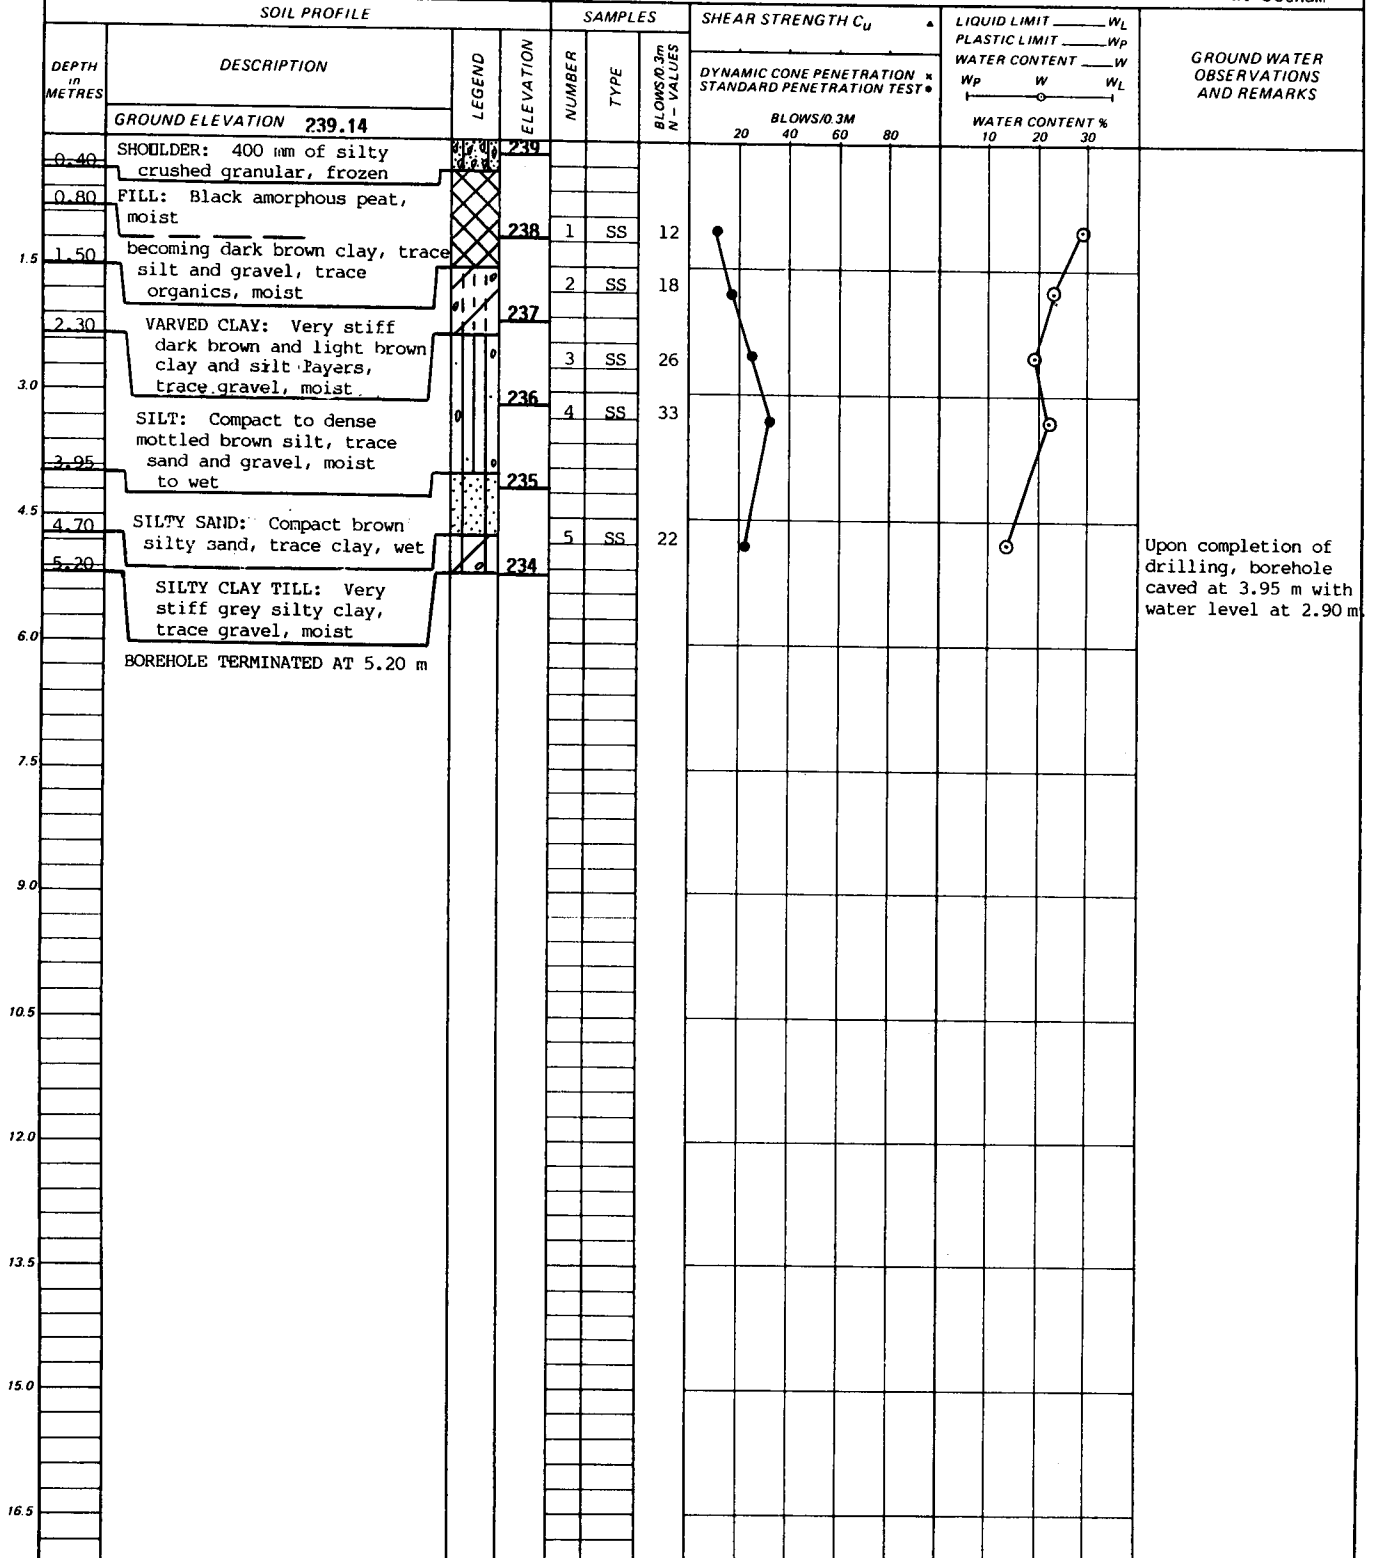 SOIL PROFILE
SAMPLES
SHEAR STRENGTH Cu ▲
LIQUID LIMIT WL
PLASTIC LIMIT WP
WATER CONTENT W
WP W WL
WATER CONTENT %
10 20 30
GROUND WATER
OBSERVATIONS
AND REMARKS
DEPTH
in
METRES
DESCRIPTION
LEGEND
ELEVATION
NUMBER
TYPE
BLOWS/0.3m
N – VALUES
DYNAMIC CONE PENETRATION ×
STANDARD PENETRATION TEST ●
BLOWS/0.3M
20 40 60 80
GROUND ELEVATION 239.14
239
0.40
SHOULDER: 400 mm of silty
crushed granular, frozen
0.80
FILL: Black amorphous peat,
moist
238
1 SS 12
1.5
1.50
becoming dark brown clay, trace
silt and gravel, trace
organics, moist
2 SS 18
237
2.30
VARVED CLAY: Very stiff
dark brown and light brown
clay and silt layers,
trace gravel, moist
3 SS 26
3.0
236
4 SS 33
SILT: Compact to dense
mottled brown silt, trace
sand and gravel, moist
to wet
3.95
235
4.5
4.70
SILTY SAND: Compact brown
silty sand, trace clay, wet
5 SS 22
5.20
234
SILTY CLAY TILL: Very
stiff grey silty clay,
trace gravel, moist
Upon completion of
drilling, borehole
caved at 3.95 m with
water level at 2.90 m.
6.0
BOREHOLE TERMINATED AT 5.20 m
7.5
9.0
10.5
12.0
13.5
15.0
16.5